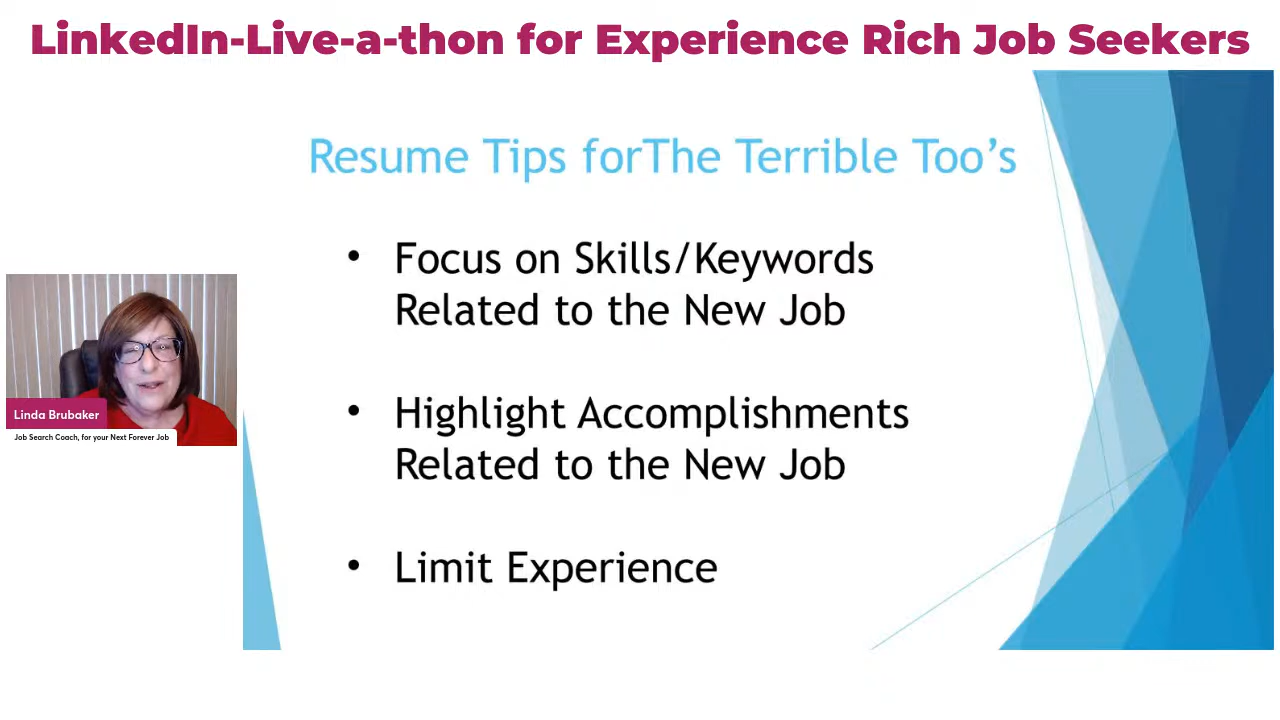 LinkedIn-Live-a-thon for Experience Rich Job Seekers
Resume Tips forThe Terrible Too's
• Focus on Skills/Keywords
Related to the New Job
• Highlight Accomplishments
Related to the New Job
• Limit Experience
Linda Brubaker
Job Search Coach, for your Next Forever Job